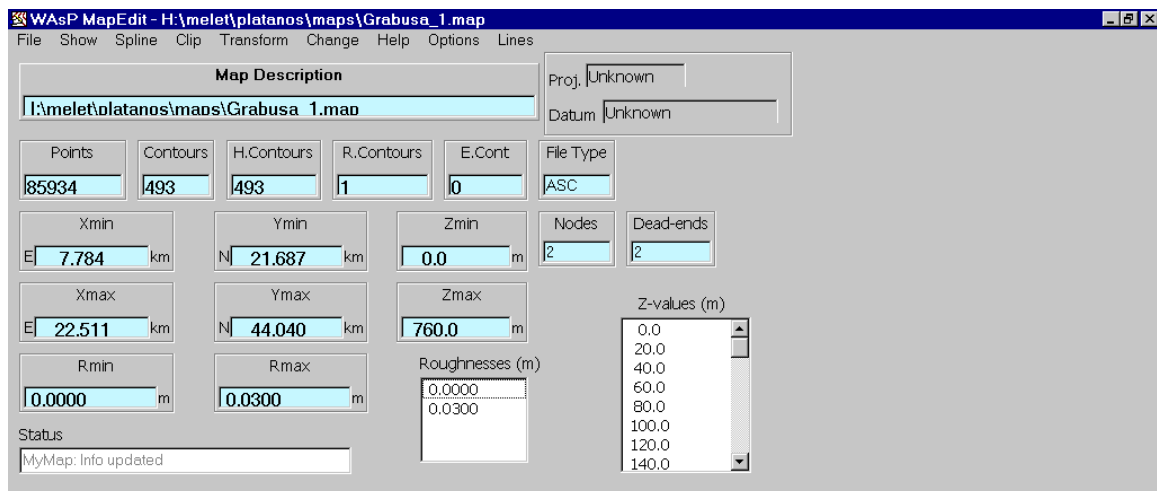 WAsP MapEdit - H:\melet\platanos\maps\Grabusa_1.map
File Show Spline Clip Transform Change Help Options Lines
Map Description
I:\melet\platanos\maps\Grabusa_1.map
Proj. Unknown
Datum Unknown
Points Contours H.Contours R.Contours E.Cont File Type
85934 493 493 1 0 ASC
Xmin Ymin Zmin Nodes Dead-ends
E 7.784 km N 21.687 km 0.0 m 2 2
Xmax Ymax Zmax
E 22.511 km N 44.040 km 760.0 m
Rmin Rmax
0.0000 m 0.0300 m
Roughnesses (m)
0.0000
0.0300
Z-values (m)
0.0
20.0
40.0
60.0
80.0
100.0
120.0
140.0
Status
MyMap: Info updated